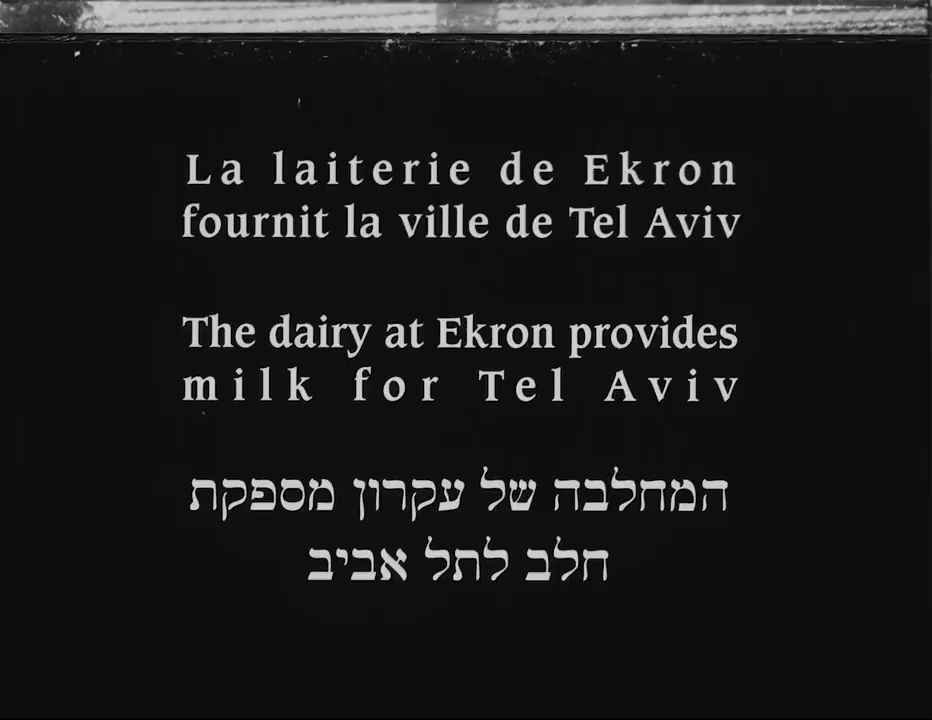 La laiterie de Ekron
fournit la ville de Tel Aviv
The dairy at Ekron provides
milk for Tel Aviv
המחלבה של עקרון מספקת
חלב לתל אביב